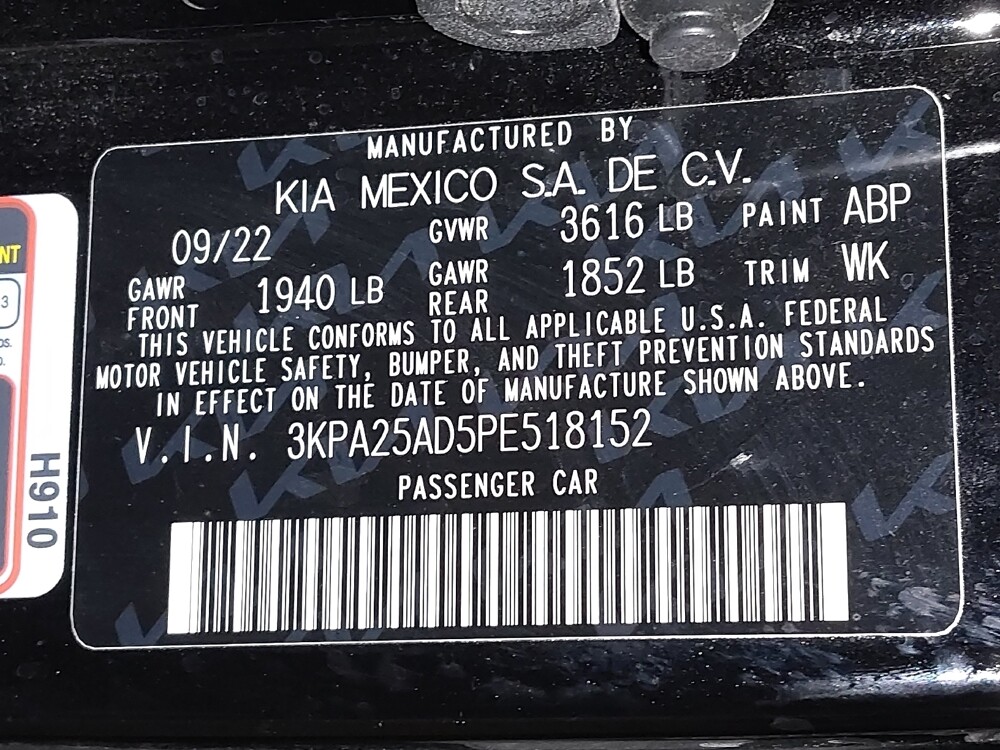 MANUFACTURED BY
KIA MEXICO S.A. DE C.V.
09/22 GVWR 3616 LB PAINT ABP
GAWR FRONT 1940 LB GAWR REAR 1852 LB TRIM WK
THIS VEHICLE CONFORMS TO ALL APPLICABLE U.S.A. FEDERAL
MOTOR VEHICLE SAFETY, BUMPER, AND THEFT PREVENTION STANDARDS
IN EFFECT ON THE DATE OF MANUFACTURE SHOWN ABOVE.
V.I.N. 3KPA25AD5PE518152
PASSENGER CAR
NT
3
H910